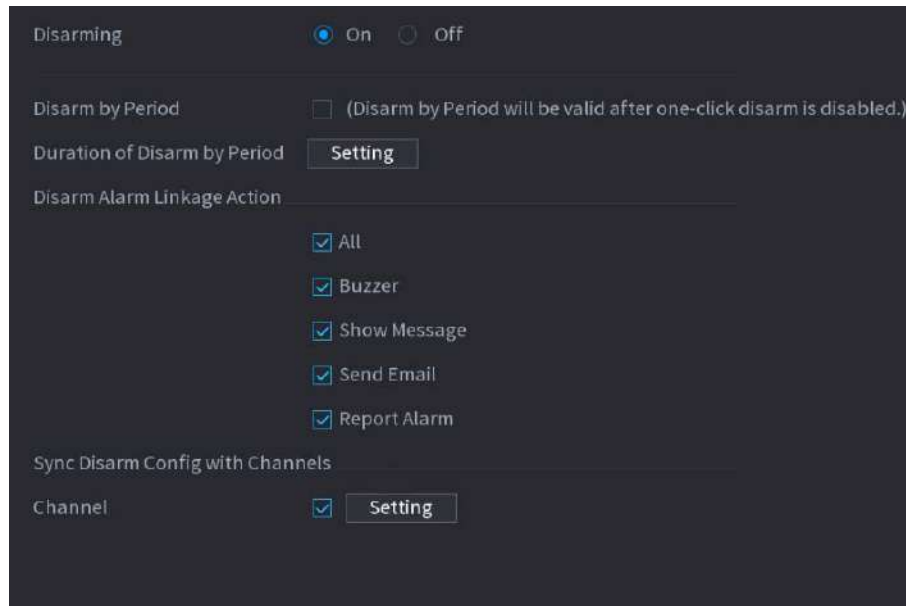 Disarming On Off
Disarm by Period (Disarm by Period will be valid after one-click disarm is disabled.)
Duration of Disarm by Period Setting
Disarm Alarm Linkage Action
All
Buzzer
Show Message
Send Email
Report Alarm
Sync Disarm Config with Channels
Channel Setting